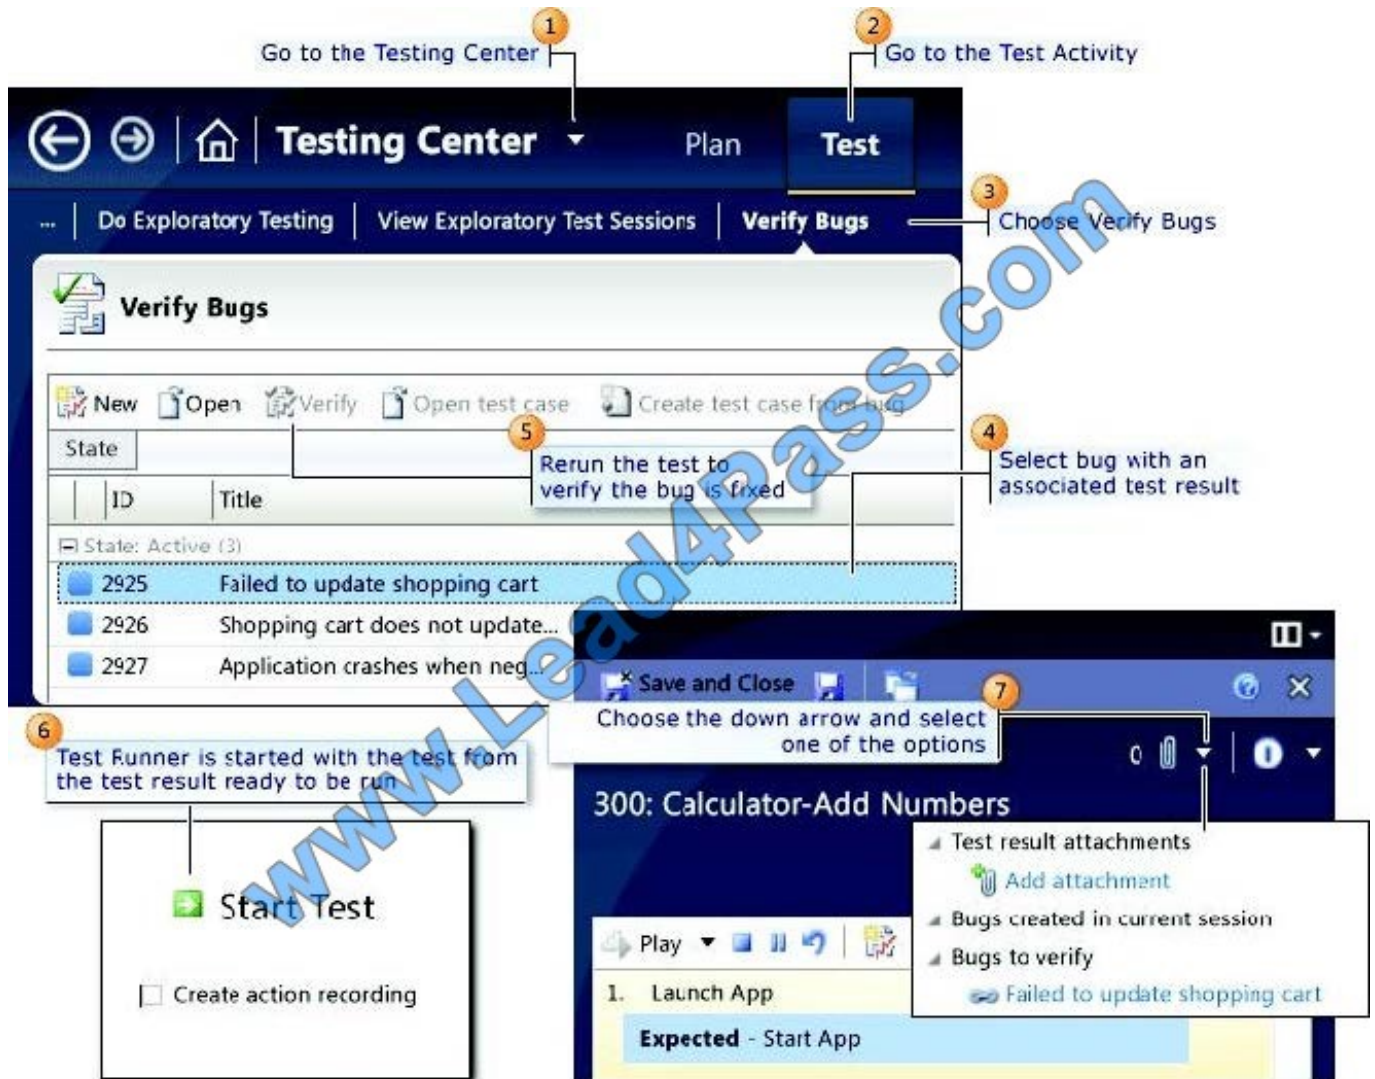 1
Go to the Testing Center
2
Go to the Test Activity
Testing Center
Plan
Test
3
Choose Verify Bugs
...
Do Exploratory Testing
View Exploratory Test Sessions
Verify Bugs
Verify Bugs
New
Open
Verify
Open test case
Create test case from bug
State
5
Rerun the test to
verify the bug is fixed
4
Select bug with an
associated test result
ID
Title
State: Active (3)
2925
Failed to update shopping cart
2926
Shopping cart does not update...
2927
Application crashes when neg...
Save and Close
7
Choose the down arrow and select
one of the options
0
6
Test Runner is started with the test from
the test result ready to be run
Start Test
Create action recording
300: Calculator-Add Numbers
Test result attachments
Add attachment
Bugs created in current session
Bugs to verify
Failed to update shopping cart
Play
1. Launch App
Expected - Start App
www.Lead4Pass.com